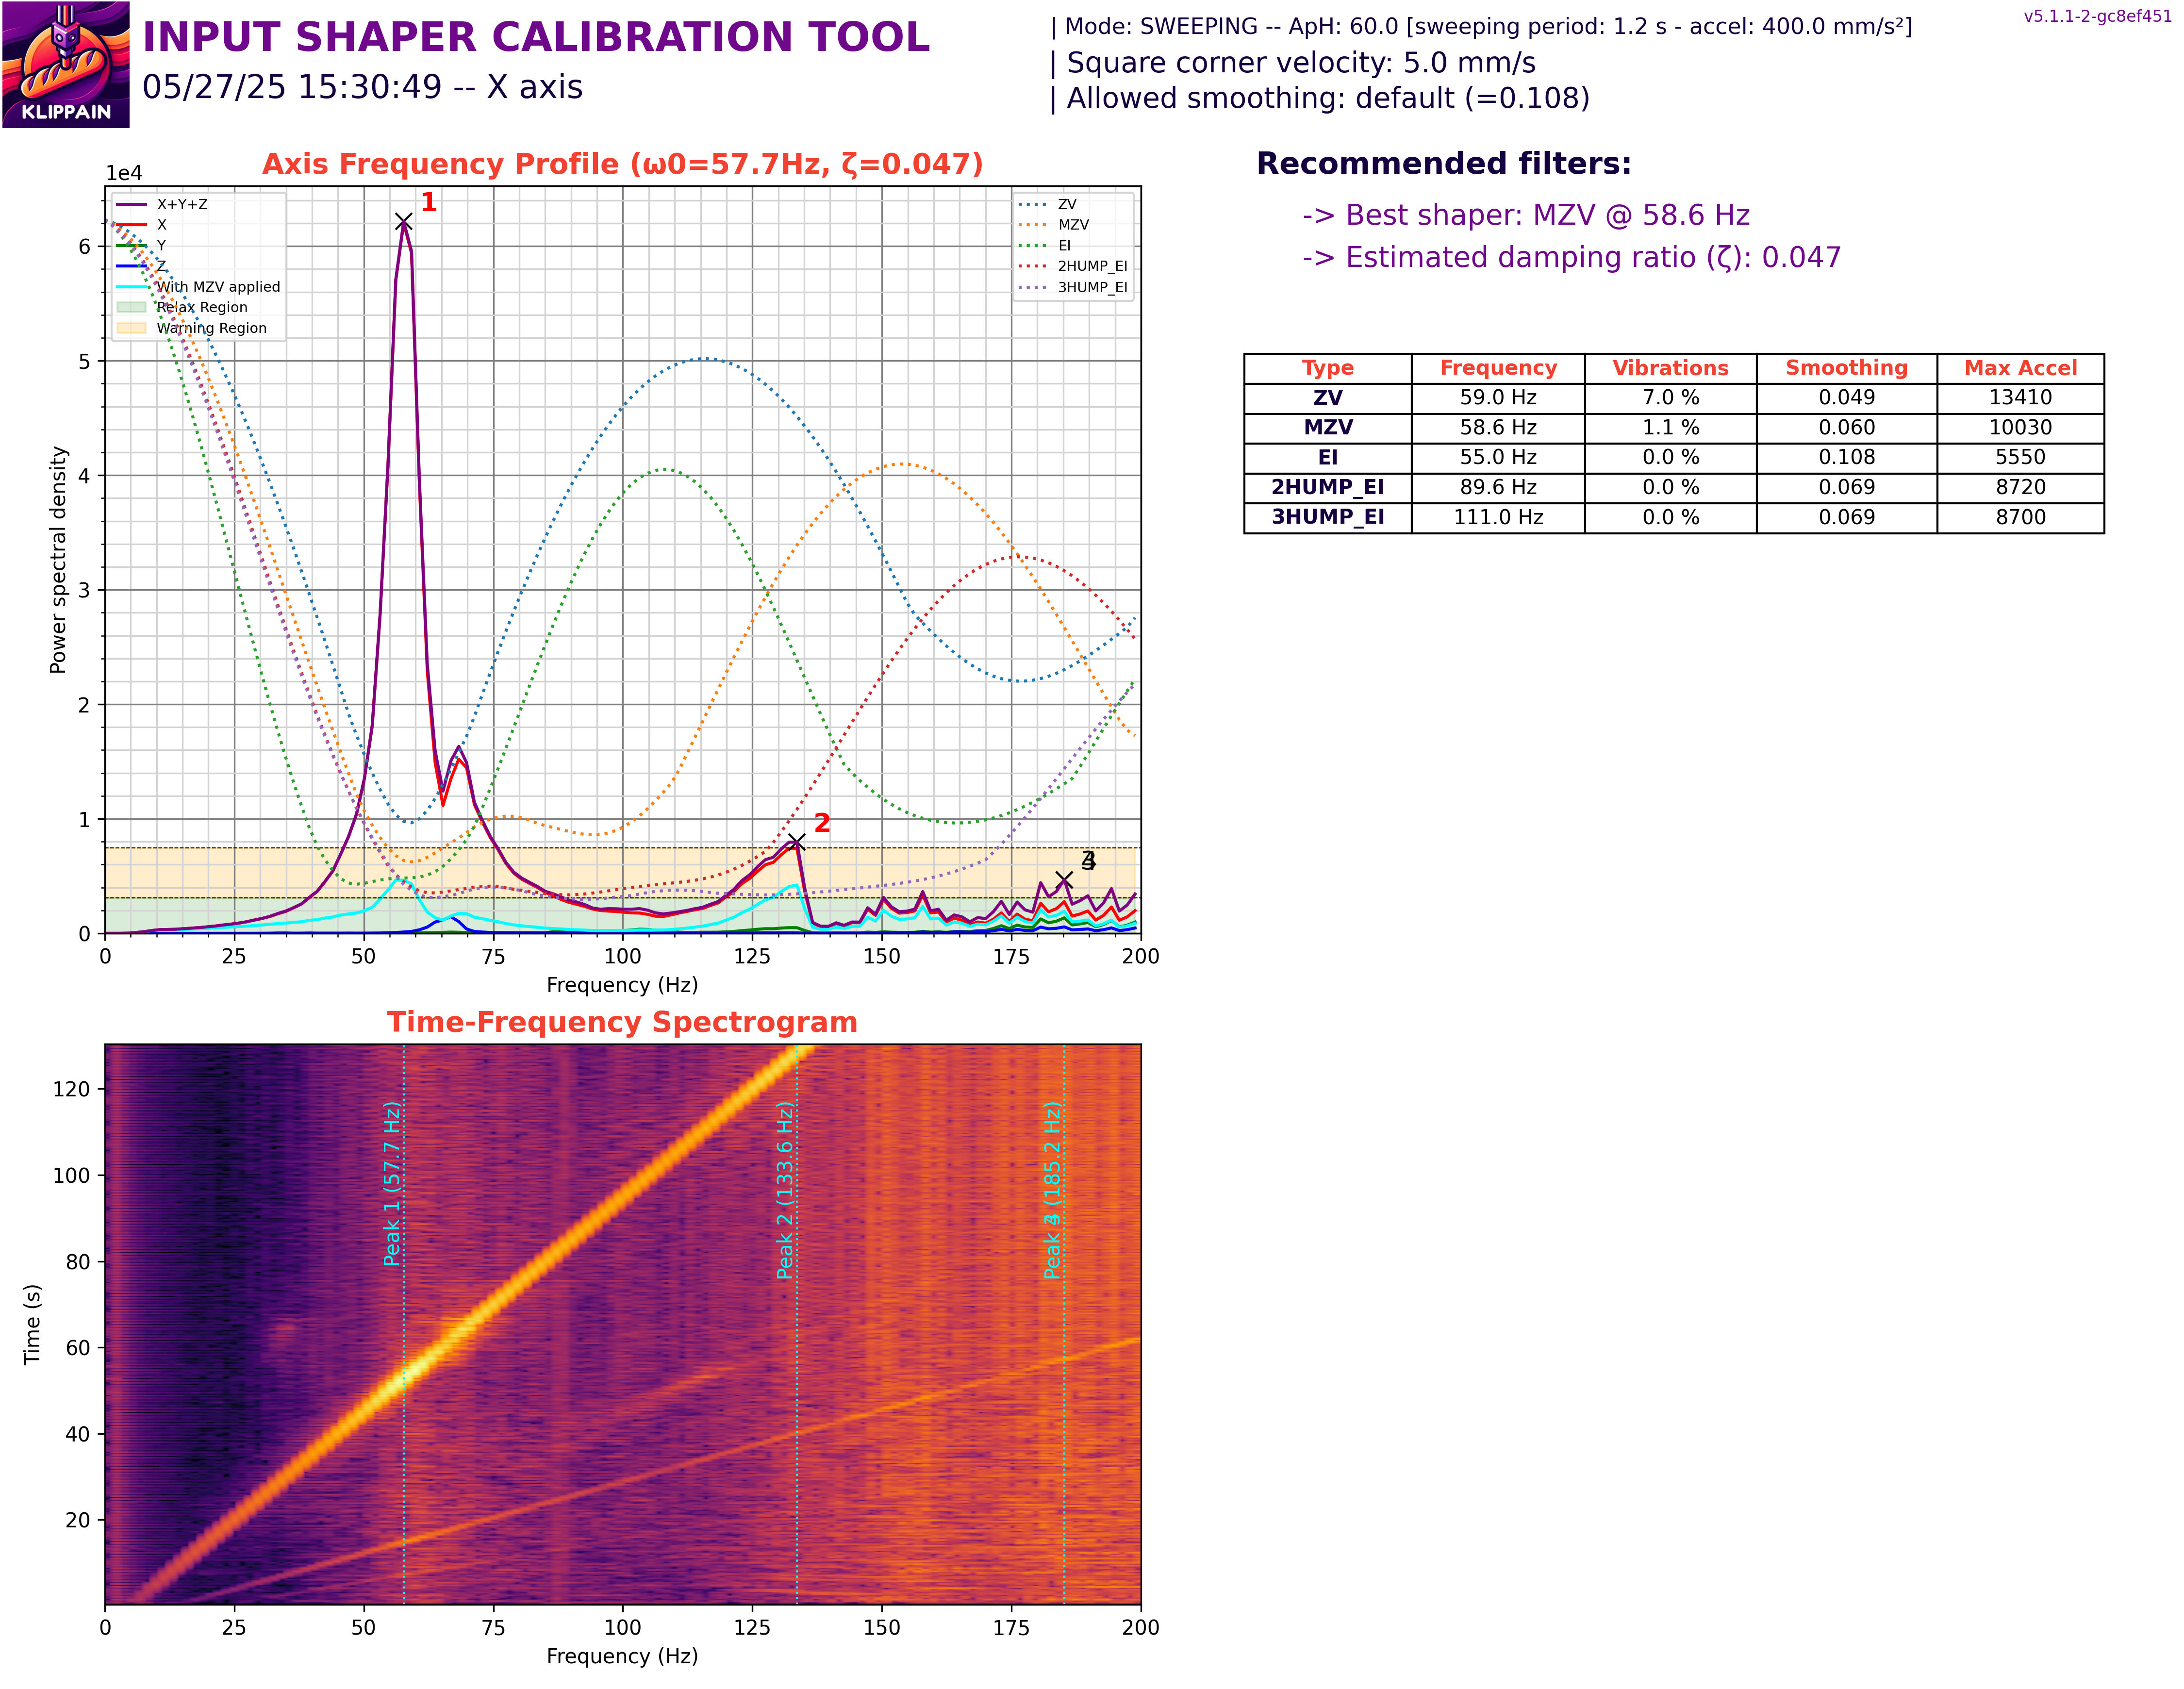 KLIPPAIN
INPUT SHAPER CALIBRATION TOOL
05/27/25 15:30:49 -- X axis
| Mode: SWEEPING -- ApH: 60.0 [sweeping period: 1.2 s - accel: 400.0 mm/s²]
| Square corner velocity: 5.0 mm/s
| Allowed smoothing: default (=0.108)
v5.1.1-2-gc8ef451
Axis Frequency Profile (ω0=57.7Hz, ζ=0.047)
1e4
X+Y+Z
X
Y
Z
With MZV applied
Relax Region
Warning Region
ZV
MZV
EI
2HUMP_EI
3HUMP_EI
1
2
Power spectral density
6
5
4
3
2
1
0
0 25 50 75 100 125 150 175 200
Frequency (Hz)
Recommended filters:
-> Best shaper: MZV @ 58.6 Hz
-> Estimated damping ratio (ζ): 0.047
Type Frequency Vibrations Smoothing Max Accel
ZV 59.0 Hz 7.0 % 0.049 13410
MZV 58.6 Hz 1.1 % 0.060 10030
EI 55.0 Hz 0.0 % 0.108 5550
2HUMP_EI 89.6 Hz 0.0 % 0.069 8720
3HUMP_EI 111.0 Hz 0.0 % 0.069 8700
Time-Frequency Spectrogram
Time (s)
120
100
80
60
40
20
Peak 1 (57.7 Hz)
Peak 2 (133.6 Hz)
Peak (185.2 Hz)
0 25 50 75 100 125 150 175 200
Frequency (Hz)